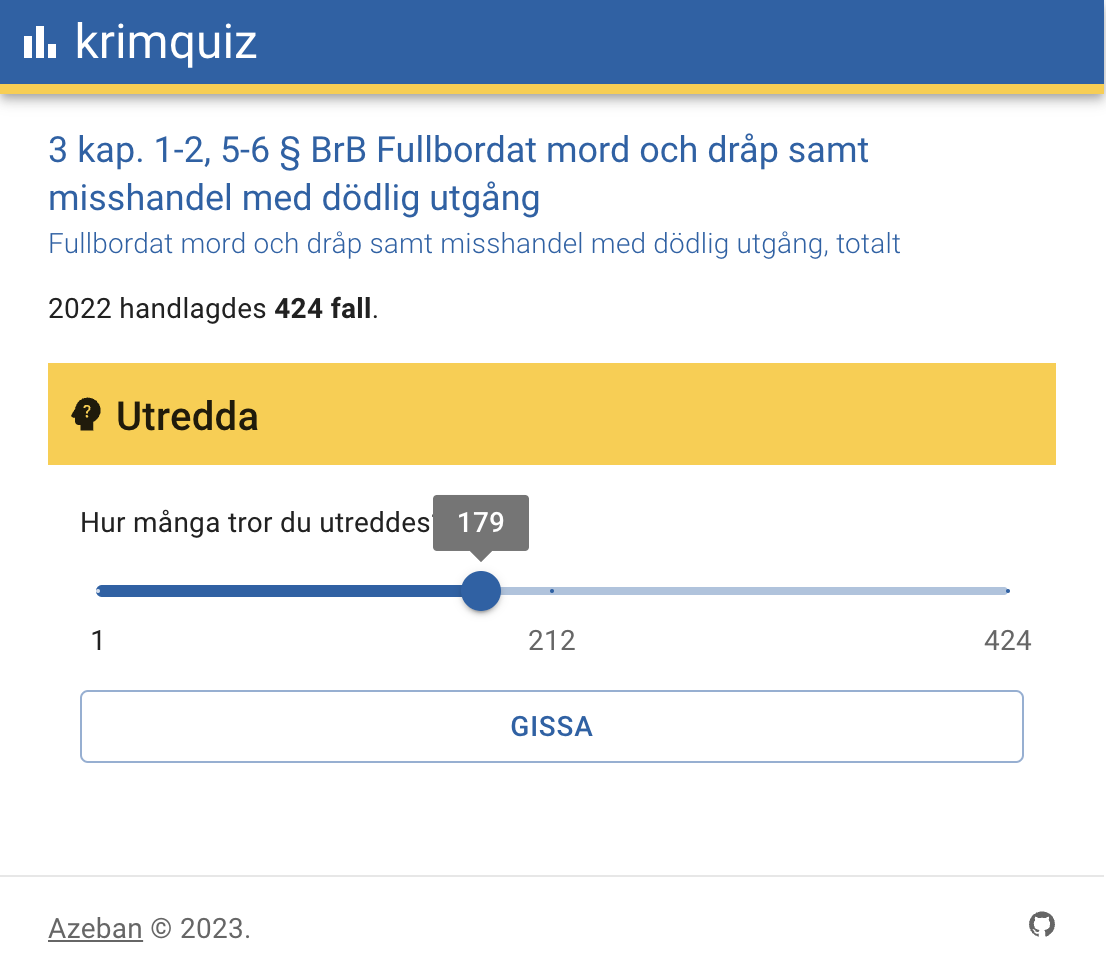 krimquiz
3 kap. 1-2, 5-6 § BrB Fullbordat mord och dråp samt
misshandel med dödlig utgång
Fullbordat mord och dråp samt misshandel med dödlig utgång, totalt
2022 handlagdes 424 fall.
?
Utredda
Hur många tror du utreddes?
179
1
212
424
GISSA
Azeban © 2023.